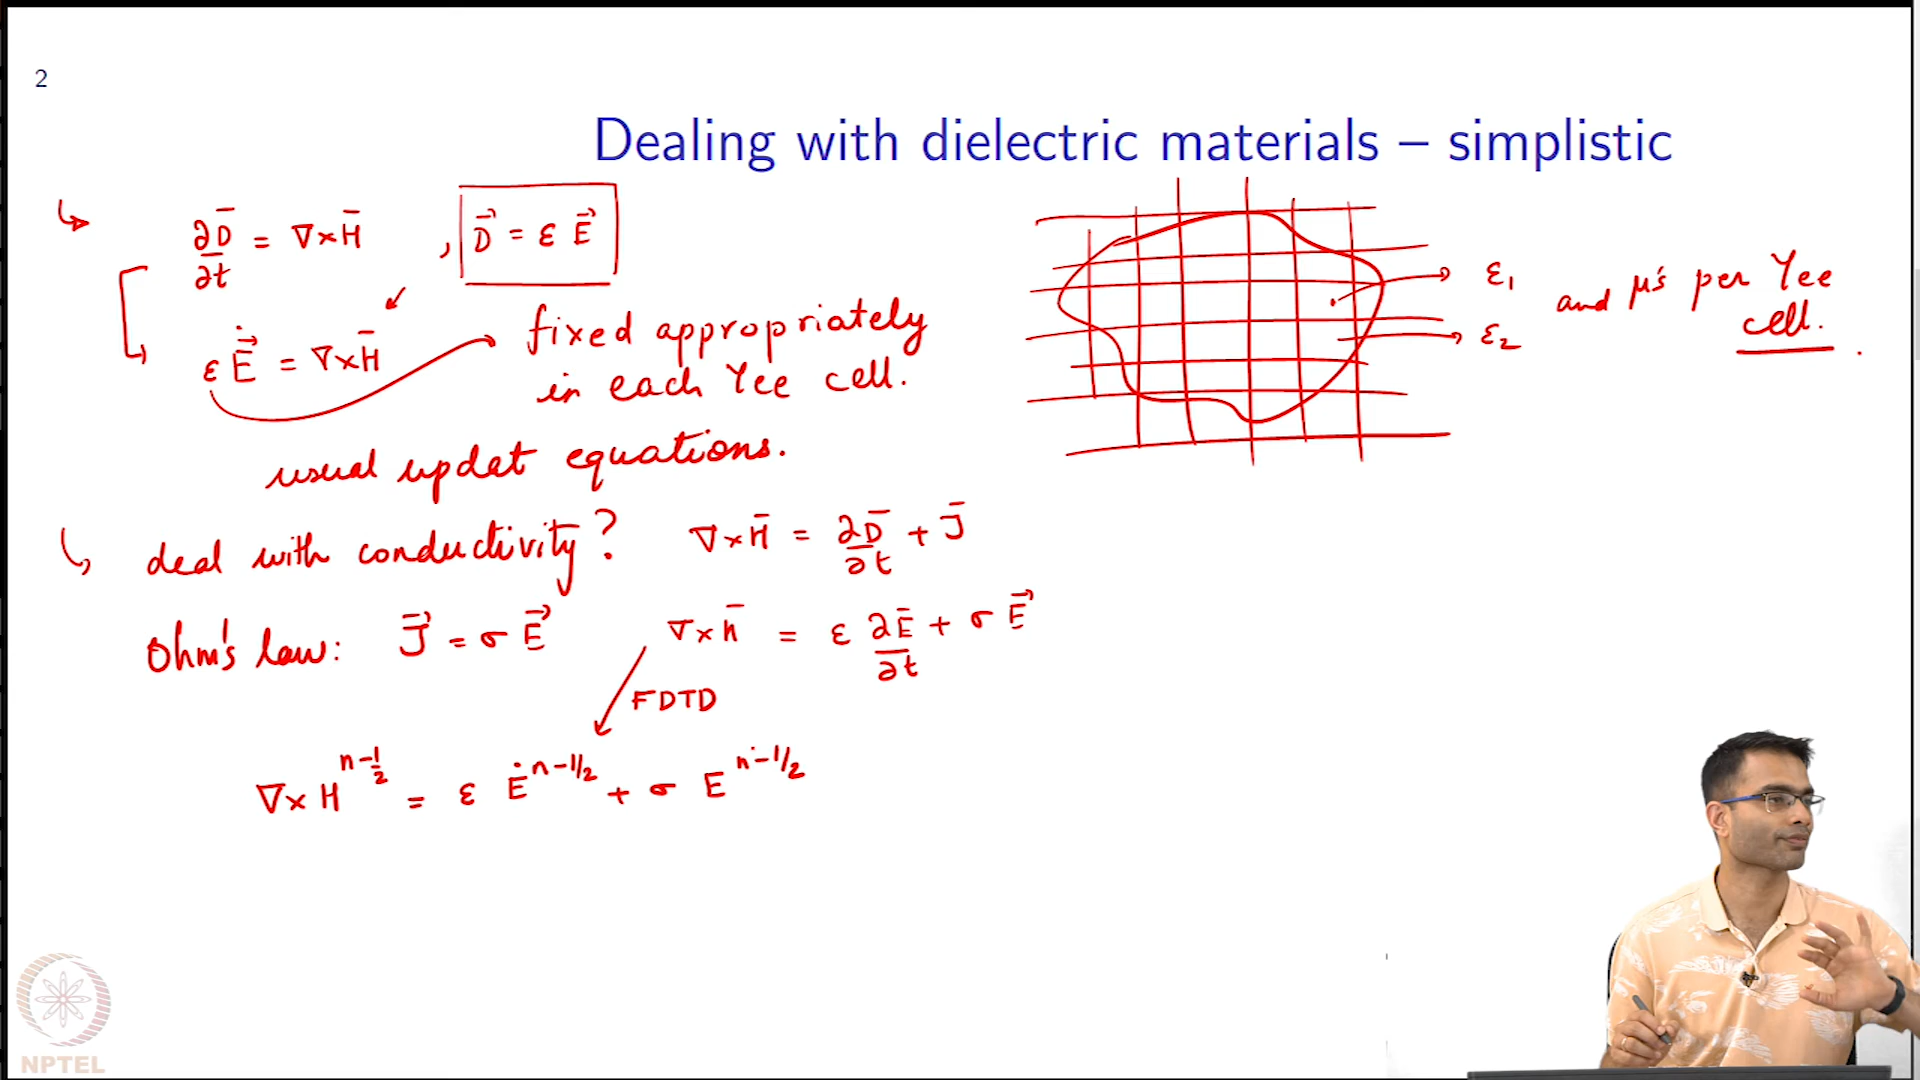 2
Dealing with dielectric materials – simplistic
∂D̄/∂t = ∇×H̄ , D⃗ = ε E⃗
ε Ė⃗ = ∇×H̄
fixed appropriately
in each Yee cell.
usual updat equations.
ε₁
ε₂
and μ's per Yee
cell.
deal with conductivity? ∇×H̄ = ∂D̄/∂t + J̄
Ohm's law: J⃗ = σ E⃗ ∇×H̄ = ε ∂Ē/∂t + σ E⃗
FDTD
∇×H^{n-1/2} = ε Ė^{n-1/2} + σ E^{n-1/2}
NPTEL